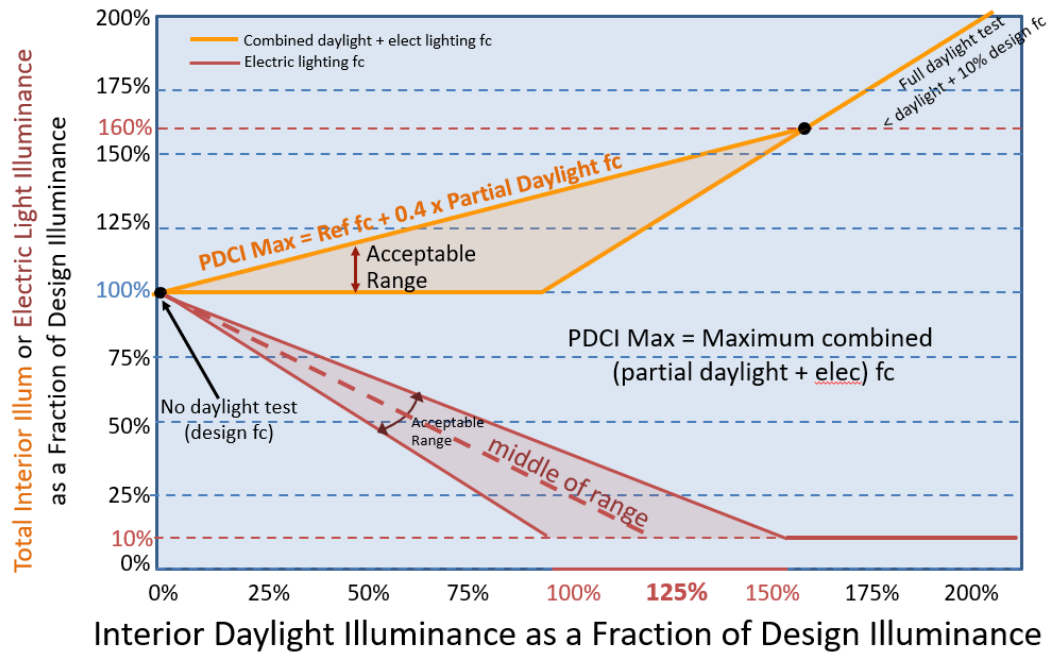 200%
175%
160%
150%
125%
100%
75%
50%
25%
10%
0%
Total Interior Illum or Electric Light Illuminance
as a Fraction of Design Illuminance
Combined daylight + elect lighting fc
Electric lighting fc
Full daylight test
< daylight + 10% design fc
PDCI Max = Ref fc + 0.4 x Partial Daylight fc
Acceptable
Range
PDCI Max = Maximum combined
(partial daylight + elec) fc
No daylight test
(design fc)
Acceptable
Range
middle of range
0% 25% 50% 75% 100% 125% 150% 175% 200%
Interior Daylight Illuminance as a Fraction of Design Illuminance